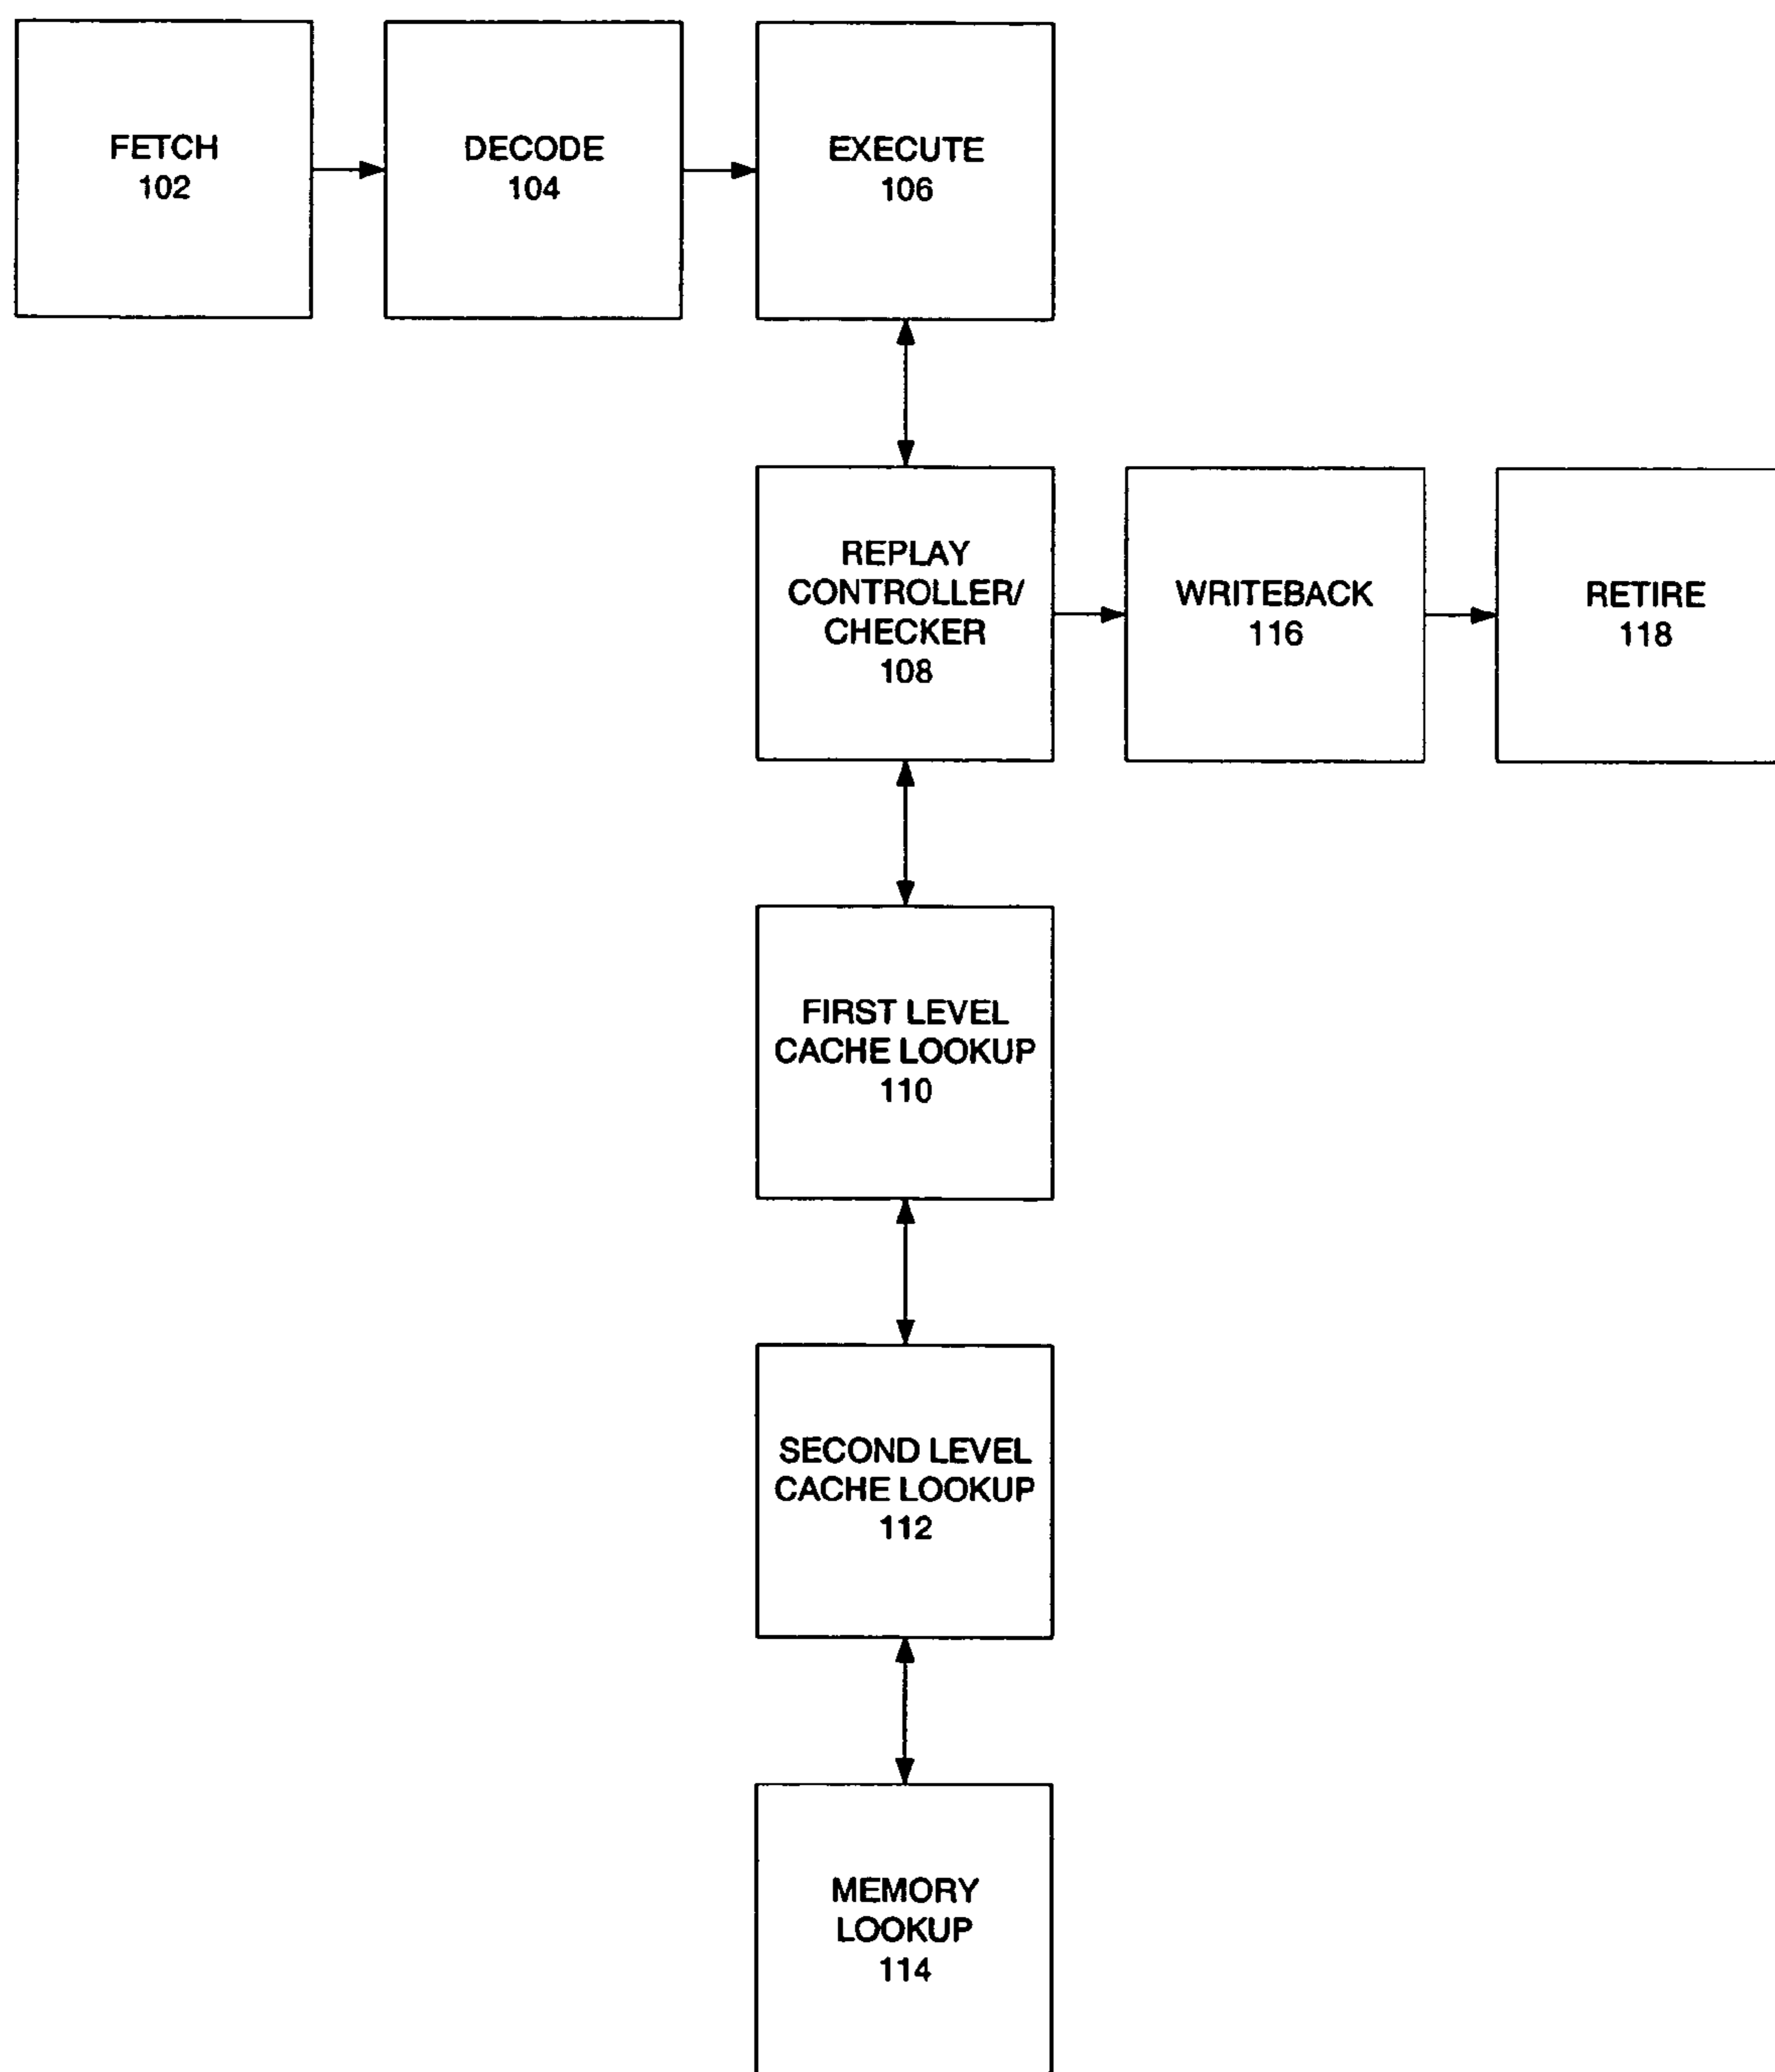 FETCH
102
DECODE
104
EXECUTE
106
REPLAY
CONTROLLER/
CHECKER
108
WRITEBACK
116
RETIRE
118
FIRST LEVEL
CACHE LOOKUP
110
SECOND LEVEL
CACHE LOOKUP
112
MEMORY
LOOKUP
114